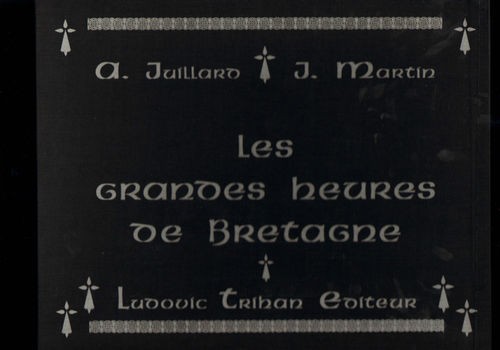 A. Juillard J. Martin
Les
grandes heures
de Bretagne
Ludovic Trihan Editeur